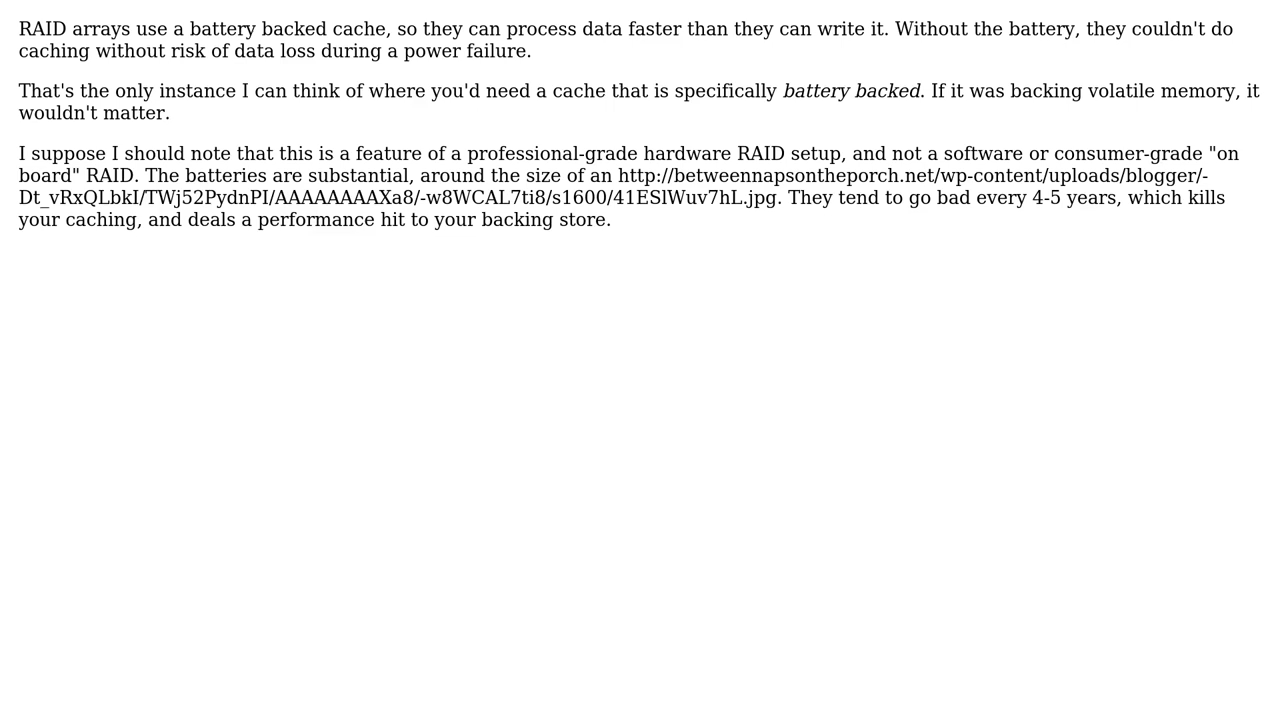 RAID arrays use a battery backed cache, so they can process data faster than they can write it. Without the battery, they couldn't do
caching without risk of data loss during a power failure.
That's the only instance I can think of where you'd need a cache that is specifically battery backed. If it was backing volatile memory, it
wouldn't matter.
I suppose I should note that this is a feature of a professional-grade hardware RAID setup, and not a software or consumer-grade "on
board" RAID. The batteries are substantial, around the size of an http://betweennapsontheporch.net/wp-content/uploads/blogger/-
Dt_vRxQLbkI/TWj52PydnPI/AAAAAAAAXa8/-w8WCAL7ti8/s1600/41ESlWuv7hL.jpg. They tend to go bad every 4-5 years, which kills
your caching, and deals a performance hit to your backing store.